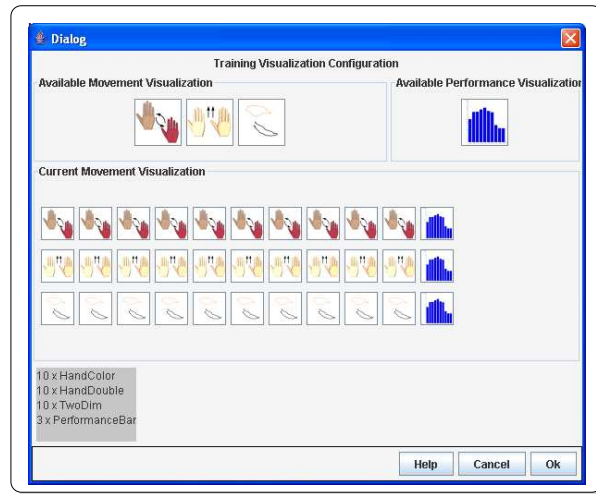 Dialog
Training Visualization Configuration
Available Movement Visualization
Available Performance Visualization
Current Movement Visualization
10 x HandColor
10 x HandDouble
10 x TwoDim
3 x PerformanceBar
Help Cancel Ok